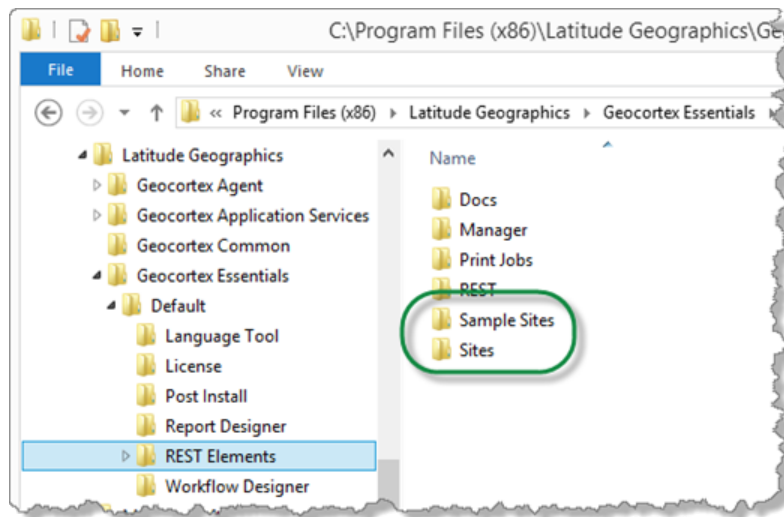 C:\Program Files (x86)\Latitude Geographics\Ge
File Home Share View
« Program Files (x86) Latitude Geographics Geocortex Essentials
Latitude Geographics
Geocortex Agent
Geocortex Application Services
Geocortex Common
Geocortex Essentials
Default
Language Tool
License
Post Install
Report Designer
REST Elements
Workflow Designer
Name
Docs
Manager
Print Jobs
REST
Sample Sites
Sites